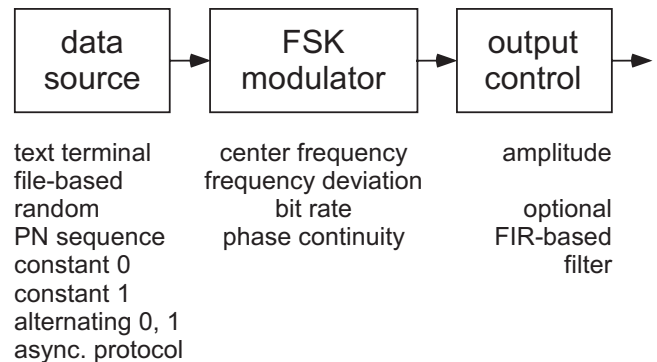 data
source
FSK
modulator
output
control
text terminal
file-based
random
PN sequence
constant 0
constant 1
alternating 0, 1
async. protocol
center frequency
frequency deviation
bit rate
phase continuity
amplitude
optional
FIR-based
filter